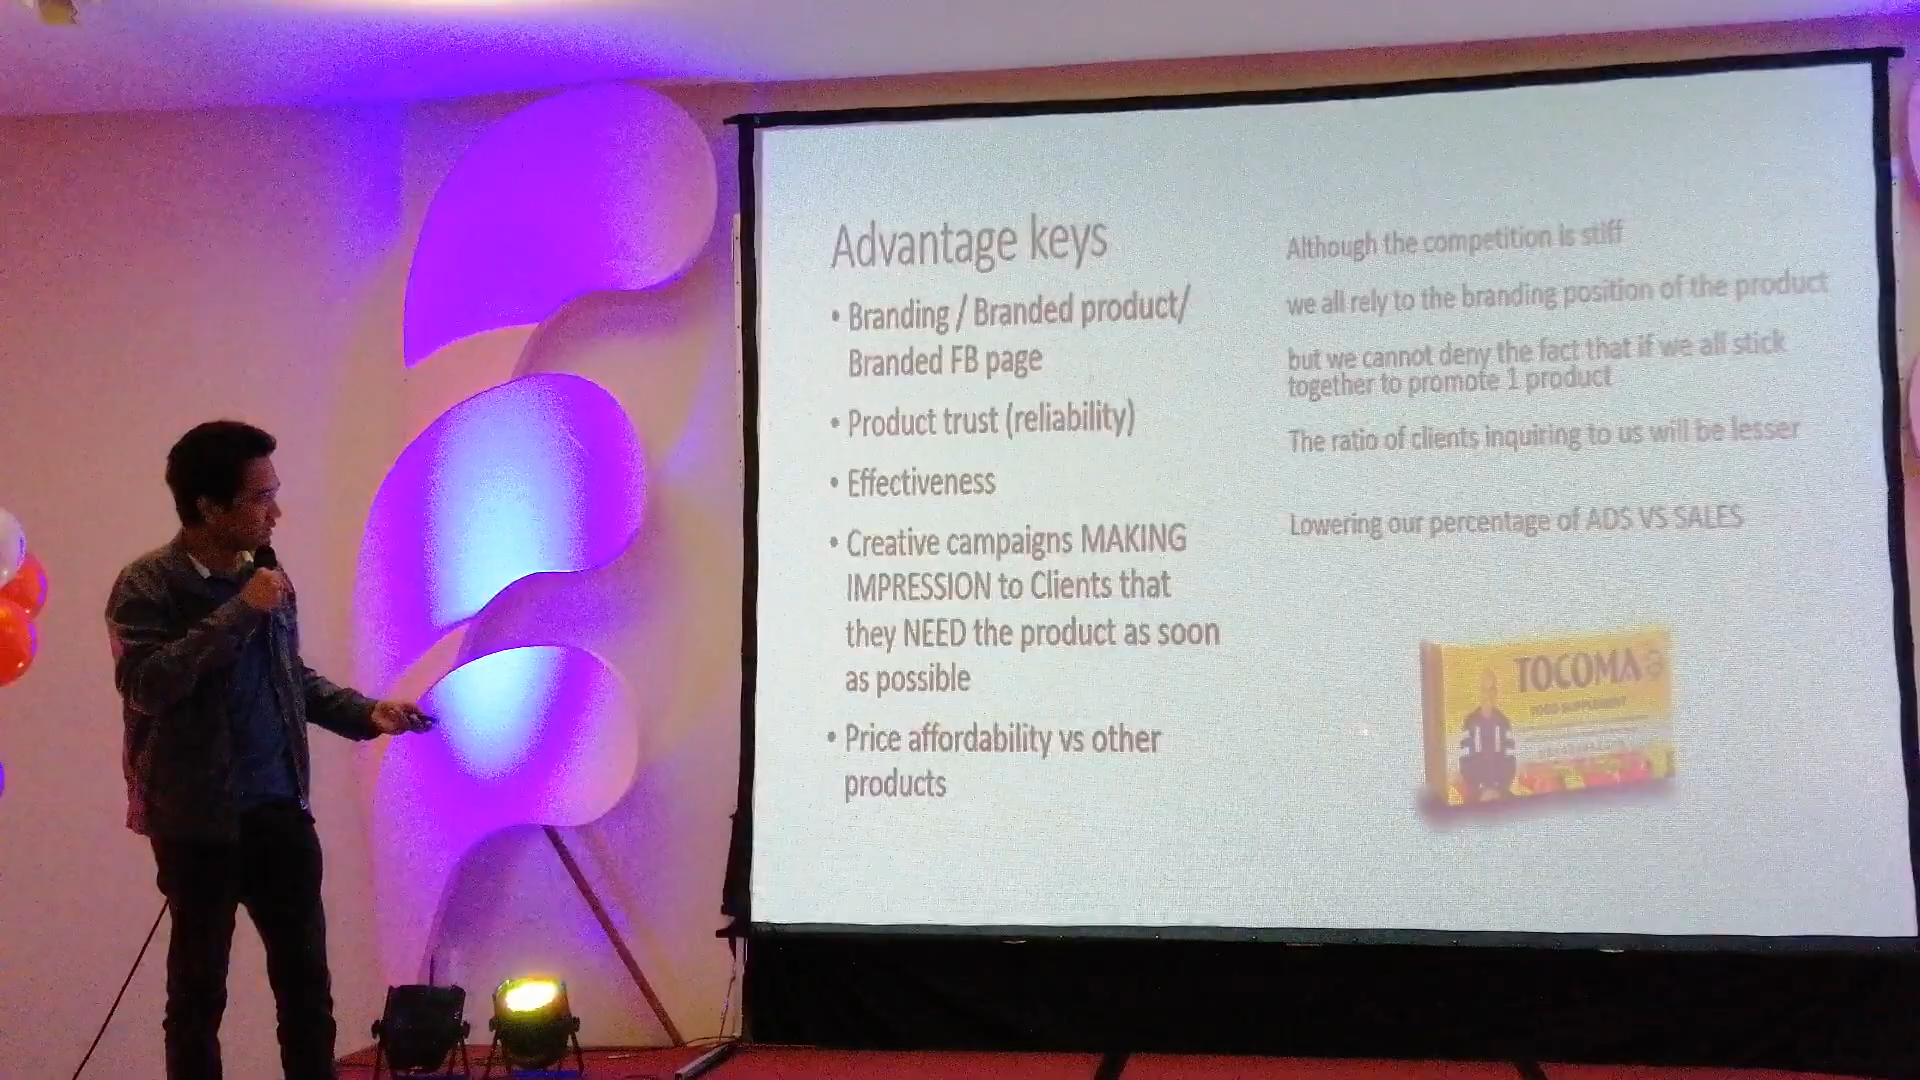 Advantage keys
• Branding / Branded product/
Branded FB page
• Product trust (reliability)
• Effectiveness
• Creative campaigns MAKING
IMPRESSION to Clients that
they NEED the product as soon
as possible
• Price affordability vs other
products
Although the competition is stiff
we all rely to the branding position of the product
but we cannot deny the fact that if we all stick
together to promote 1 product
The ratio of clients inquiring to us will be lesser
Lowering our percentage of ADS VS SALES
TOCOMA
FOOD SUPPLEMENT